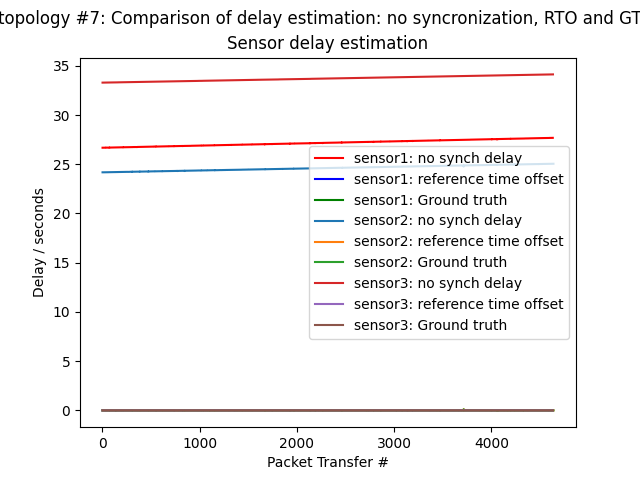 topology #7: Comparison of delay estimation: no syncronization, RTO and GT
Sensor delay estimation
35
30
25
20
15
10
5
0
Delay / seconds
sensor1: no synch delay
sensor1: reference time offset
sensor1: Ground truth
sensor2: no synch delay
sensor2: reference time offset
sensor2: Ground truth
sensor3: no synch delay
sensor3: reference time offset
sensor3: Ground truth
0 1000 2000 3000 4000
Packet Transfer #